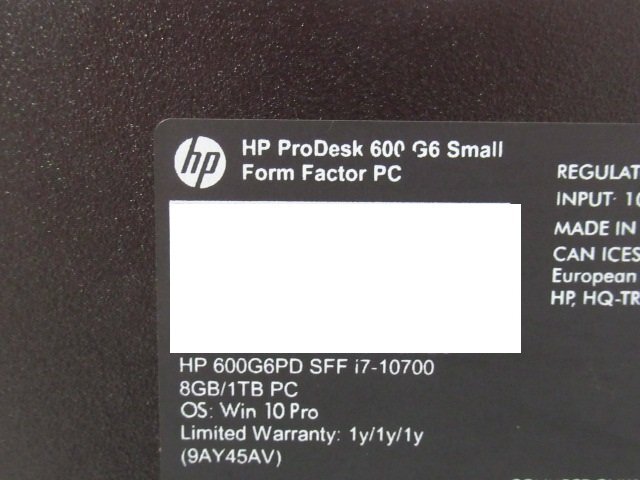 hp
HP ProDesk 600 G6 Small
Form Factor PC
HP 600G6PD SFF i7-10700
8GB/1TB PC
OS: Win 10 Pro
Limited Warranty: 1y/1y/1y
(9AY45AV)
REGULAT
INPUT: 10
MADE IN
CAN ICES
European
HP, HQ-TR